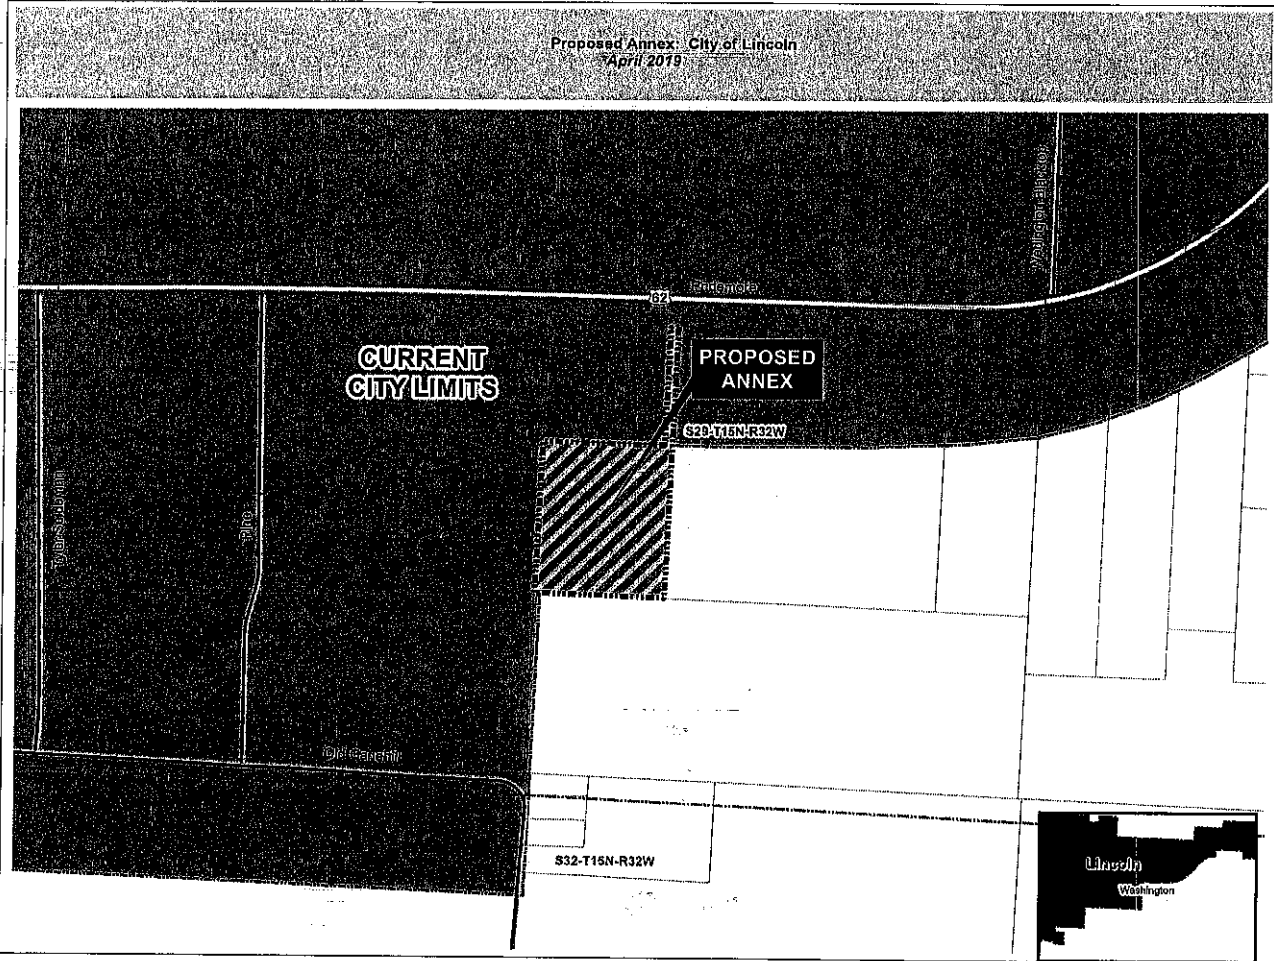 Proposed Annex: City of Lincoln
April 2019
62
CURRENT
CITY LIMITS
PROPOSED
ANNEX
S29-T15N-R32W
Pine
S32-T15N-R32W
Lincoln
Washington